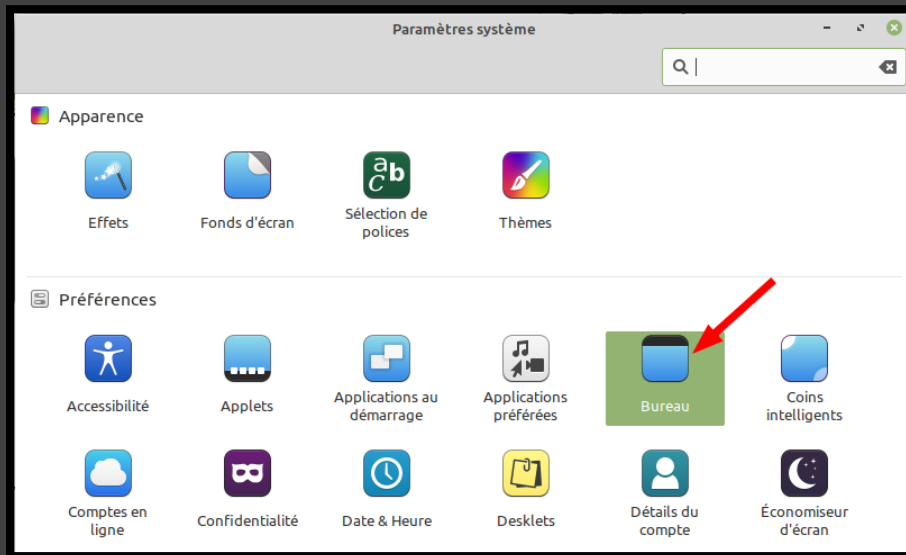 Paramètres système
Apparence
Effets
Fonds d'écran
Sélection de
polices
Thèmes
Préférences
Accessibilité
Applets
Applications au
démarrage
Applications
préférées
Bureau
Coins
intelligents
Comptes en
ligne
Confidentialité
Date & Heure
Desklets
Détails du
compte
Économiseur
d'écran